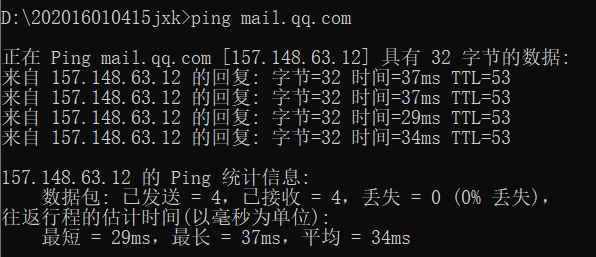 D:\202016010415jxk>ping mail.qq.com
正在 Ping mail.qq.com [157.148.63.12] 具有 32 字节的数据:
来自 157.148.63.12 的回复: 字节=32 时间=37ms TTL=53
来自 157.148.63.12 的回复: 字节=32 时间=37ms TTL=53
来自 157.148.63.12 的回复: 字节=32 时间=29ms TTL=53
来自 157.148.63.12 的回复: 字节=32 时间=34ms TTL=53
157.148.63.12 的 Ping 统计信息:
数据包: 已发送 = 4，已接收 = 4，丢失 = 0 (0% 丢失)，
往返行程的估计时间(以毫秒为单位):
最短 = 29ms，最长 = 37ms，平均 = 34ms